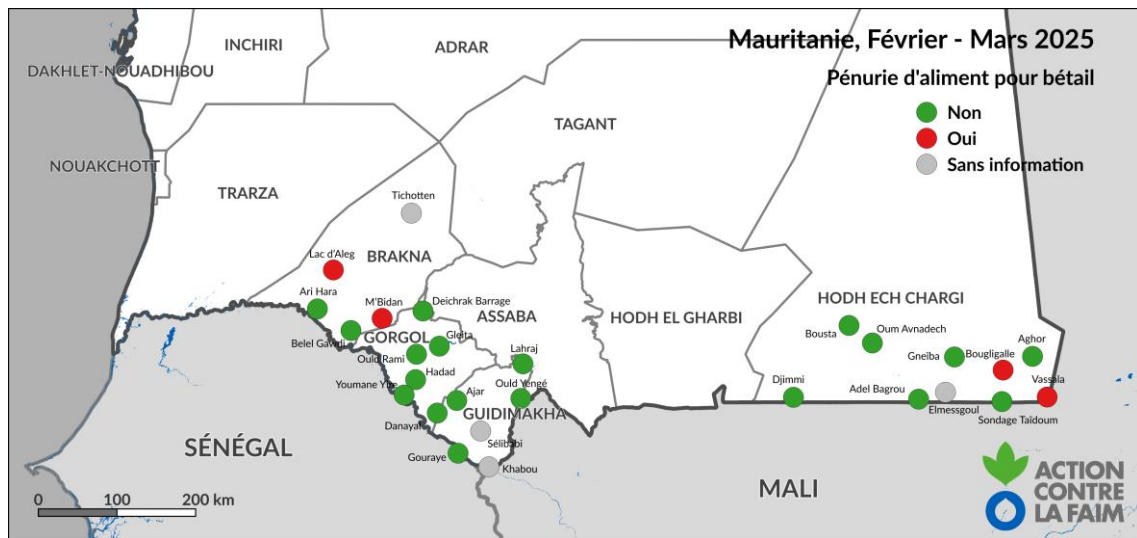 Mauritanie, Février - Mars 2025
Pénurie d'aliment pour bétail
Non
Oui
Sans information
INCHIRI
ADRAR
DAKHLET-NOUADHIBOU
TAGANT
NOUAKCHOTT
TRARZA
Tichotten
Lac d'Aleg
BRAKNA
Ari Hara
M'Bidan
Deichrak Barrage
ASSABA
HODH EL GHARBI
HODH ECH CHARGI
Belel Gawdi
GORGOL
Gleita
Ould Rami
Lahraj
Bousta
Oum Avnadech
Gneiba
Bougligalle
Aghor
Youmane Yire
Hadad
Ajar
Ould Yengé
Djimmi
Adel Bagrou
Elmessgoul
Vassala
Sondage Taïdoum
GUIDIMAKHA
Danayal
Sélibabi
Gouraye
Khabou
SÉNÉGAL
MALI
0 100 200 km
ACTION
CONTRE
LA FAIM